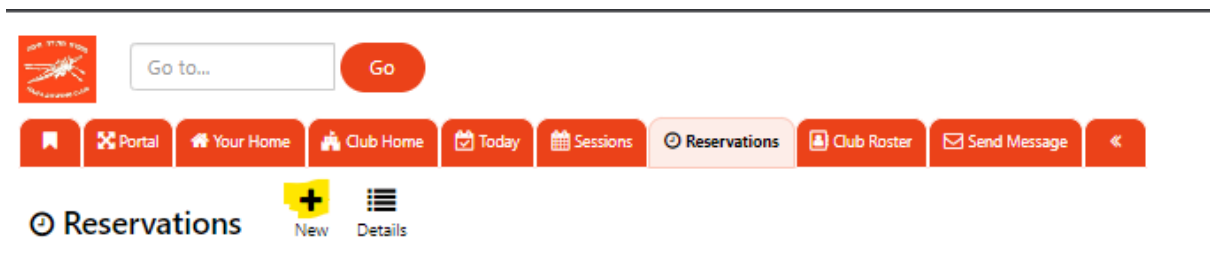 Go to...
Go
Portal
Your Home
Club Home
Today
Sessions
Reservations
Club Roster
Send Message
Reservations
New
Details